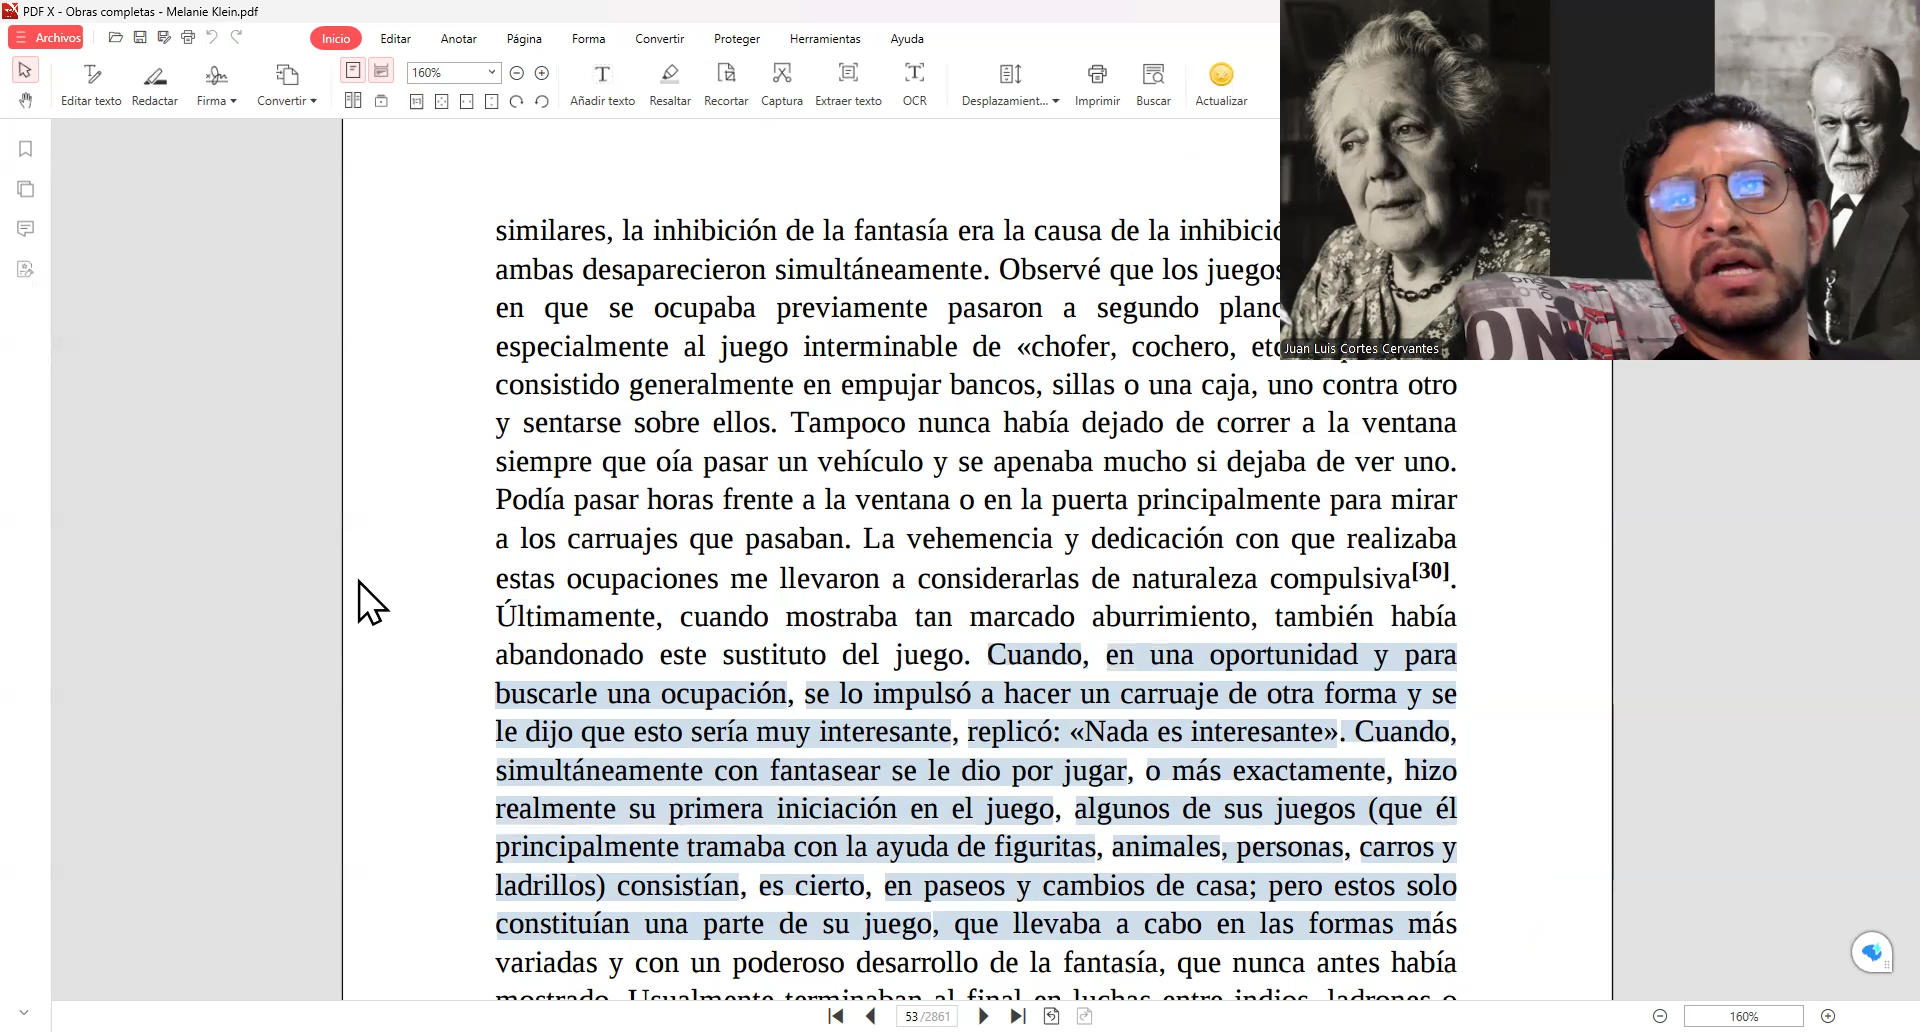 PDF X - Obras completas - Melanie Klein.pdf
Archivos
Inicio
Editar
Anotar
Página
Forma
Convertir
Proteger
Herramientas
Ayuda
160%
Editar texto
Redactar
Firma
Convertir
Añadir texto
Resaltar
Recortar
Captura
Extraer texto
OCR
Desplazamient...
Imprimir
Buscar
Actualizar
similares, la inhibición de la fantasía era la causa de la inhibició
ambas desaparecieron simultáneamente. Observé que los juegos
en que se ocupaba previamente pasaron a segundo plano
especialmente al juego interminable de «chofer, cochero, etc
consistido generalmente en empujar bancos, sillas o una caja, uno contra otro
y sentarse sobre ellos. Tampoco nunca había dejado de correr a la ventana
siempre que oía pasar un vehículo y se apenaba mucho si dejaba de ver uno.
Podía pasar horas frente a la ventana o en la puerta principalmente para mirar
a los carruajes que pasaban. La vehemencia y dedicación con que realizaba
estas ocupaciones me llevaron a considerarlas de naturaleza compulsiva[30].
Últimamente, cuando mostraba tan marcado aburrimiento, también había
abandonado este sustituto del juego. Cuando, en una oportunidad y para
buscarle una ocupación, se lo impulsó a hacer un carruaje de otra forma y se
le dijo que esto sería muy interesante, replicó: «Nada es interesante». Cuando,
simultáneamente con fantasear se le dio por jugar, o más exactamente, hizo
realmente su primera iniciación en el juego, algunos de sus juegos (que él
principalmente tramaba con la ayuda de figuritas, animales, personas, carros y
ladrillos) consistían, es cierto, en paseos y cambios de casa; pero estos solo
constituían una parte de su juego, que llevaba a cabo en las formas más
variadas y con un poderoso desarrollo de la fantasía, que nunca antes había
mostrado. Usualmente terminaban al final en luchas entre indios, ladrones o
Juan Luis Cortes Cervantes
53 /2861
160%